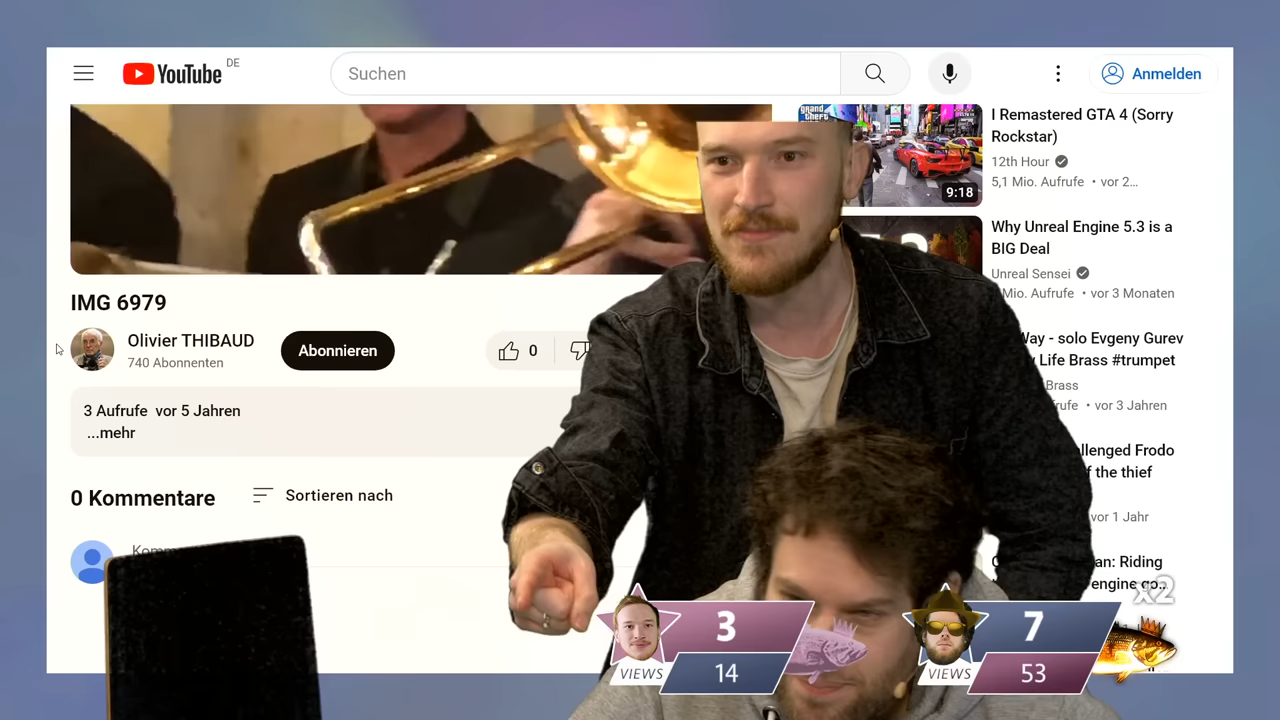 YouTube DE
Suchen
Anmelden
I Remastered GTA 4 (Sorry
Rockstar)
12th Hour
5,1 Mio. Aufrufe • vor 2...
9:18
Why Unreal Engine 5.3 is a
BIG Deal
Unreal Sensei
Mio. Aufrufe • vor 3 Monaten
IMG 6979
Olivier THIBAUD
740 Abonnenten
Abonnieren
0
Way - solo Evgeny Gurev
Life Brass #trumpet
Brass
• vor 3 Jahren
3 Aufrufe vor 5 Jahren
...mehr
Frodo
f the thief
vor 1 Jahr
0 Kommentare
Sortieren nach
an: Riding
engine
x2
3
VIEWS
14
7
VIEWS
53